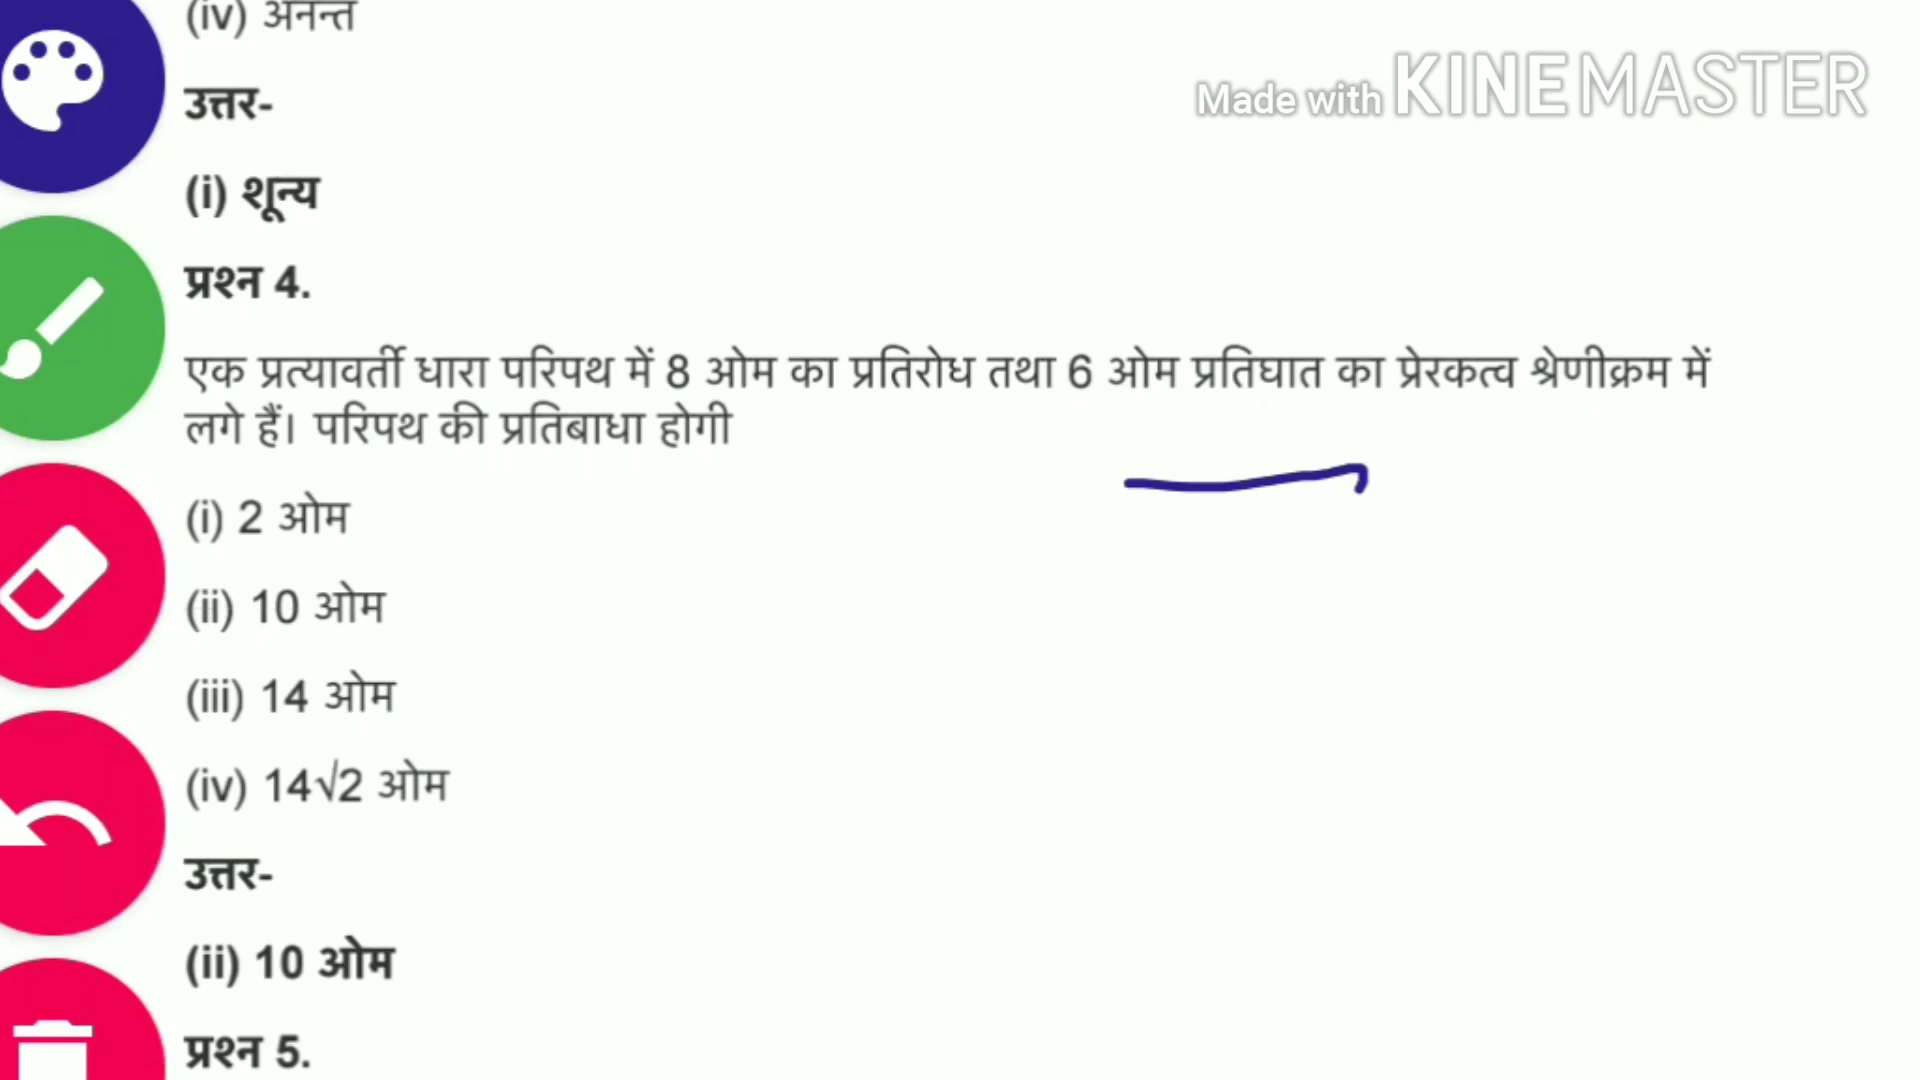 (iv) अनन्त
Made with KINEMASTER
उत्तर-
(i) शून्य
प्रश्न 4.
एक प्रत्यावर्ती धारा परिपथ में 8 ओम का प्रतिरोध तथा 6 ओम प्रतिघात का प्रेरकत्व श्रेणीक्रम में
लगे हैं। परिपथ की प्रतिबाधा होगी
(i) 2 ओम
(ii) 10 ओम
(iii) 14 ओम
(iv) 14√2 ओम
उत्तर-
(ii) 10 ओम
प्रश्न 5.